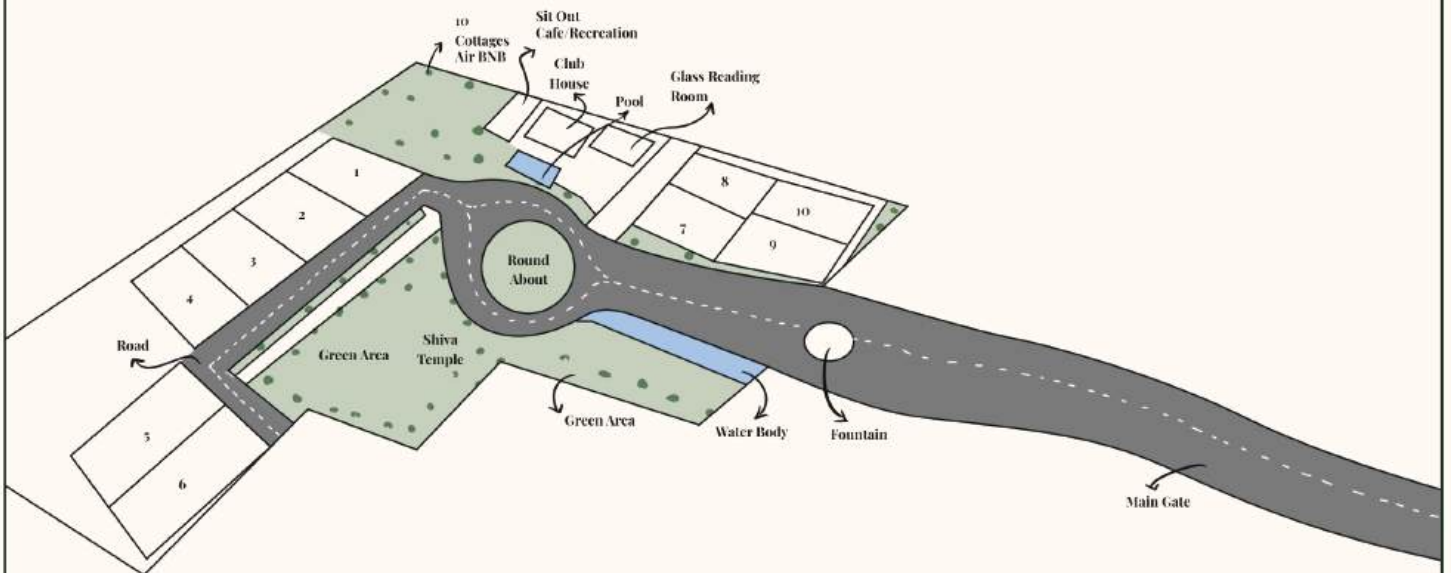 10
Cottages
Air BNB
Sit Out
Cafe/Recreation
Club
House
Pool
Glass Reading
Room
1
2
3
4
5
6
7
8
9
10
Round
About
Road
Green Area
Shiva
Temple
Green Area
Water Body
Fountain
Main Gate